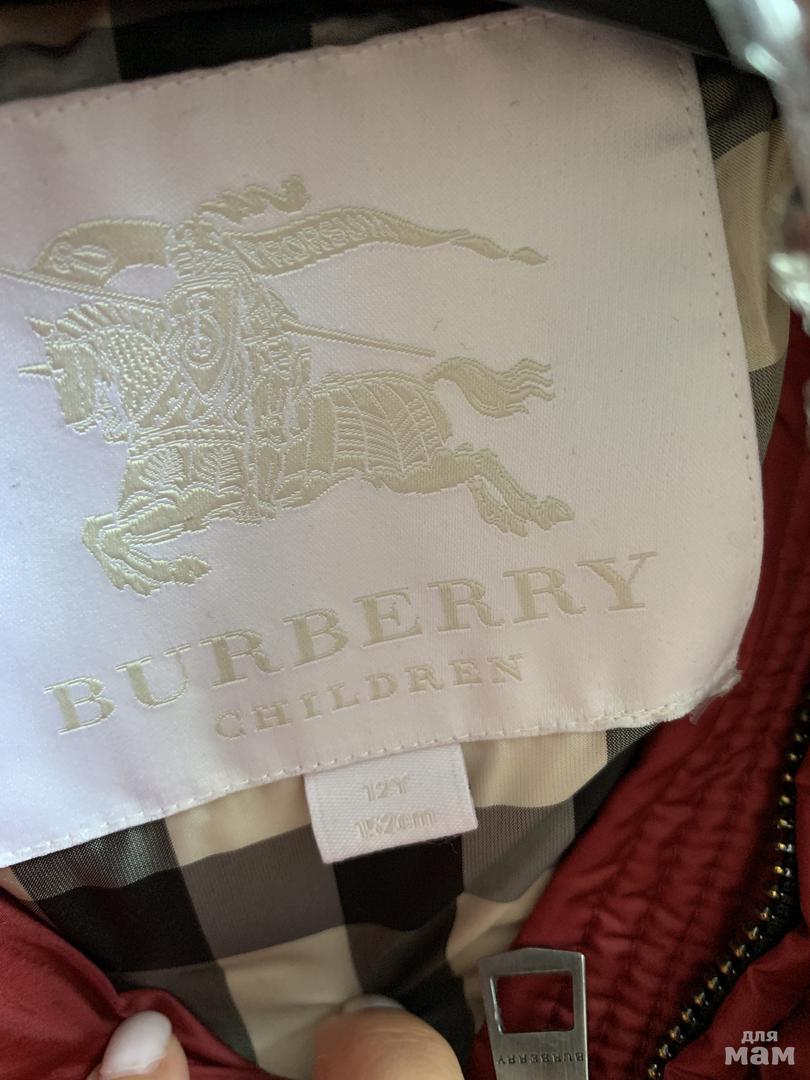 PRORSUM
BURBERRY
CHILDREN
12Y
152cm
BURBERRY
для
мам